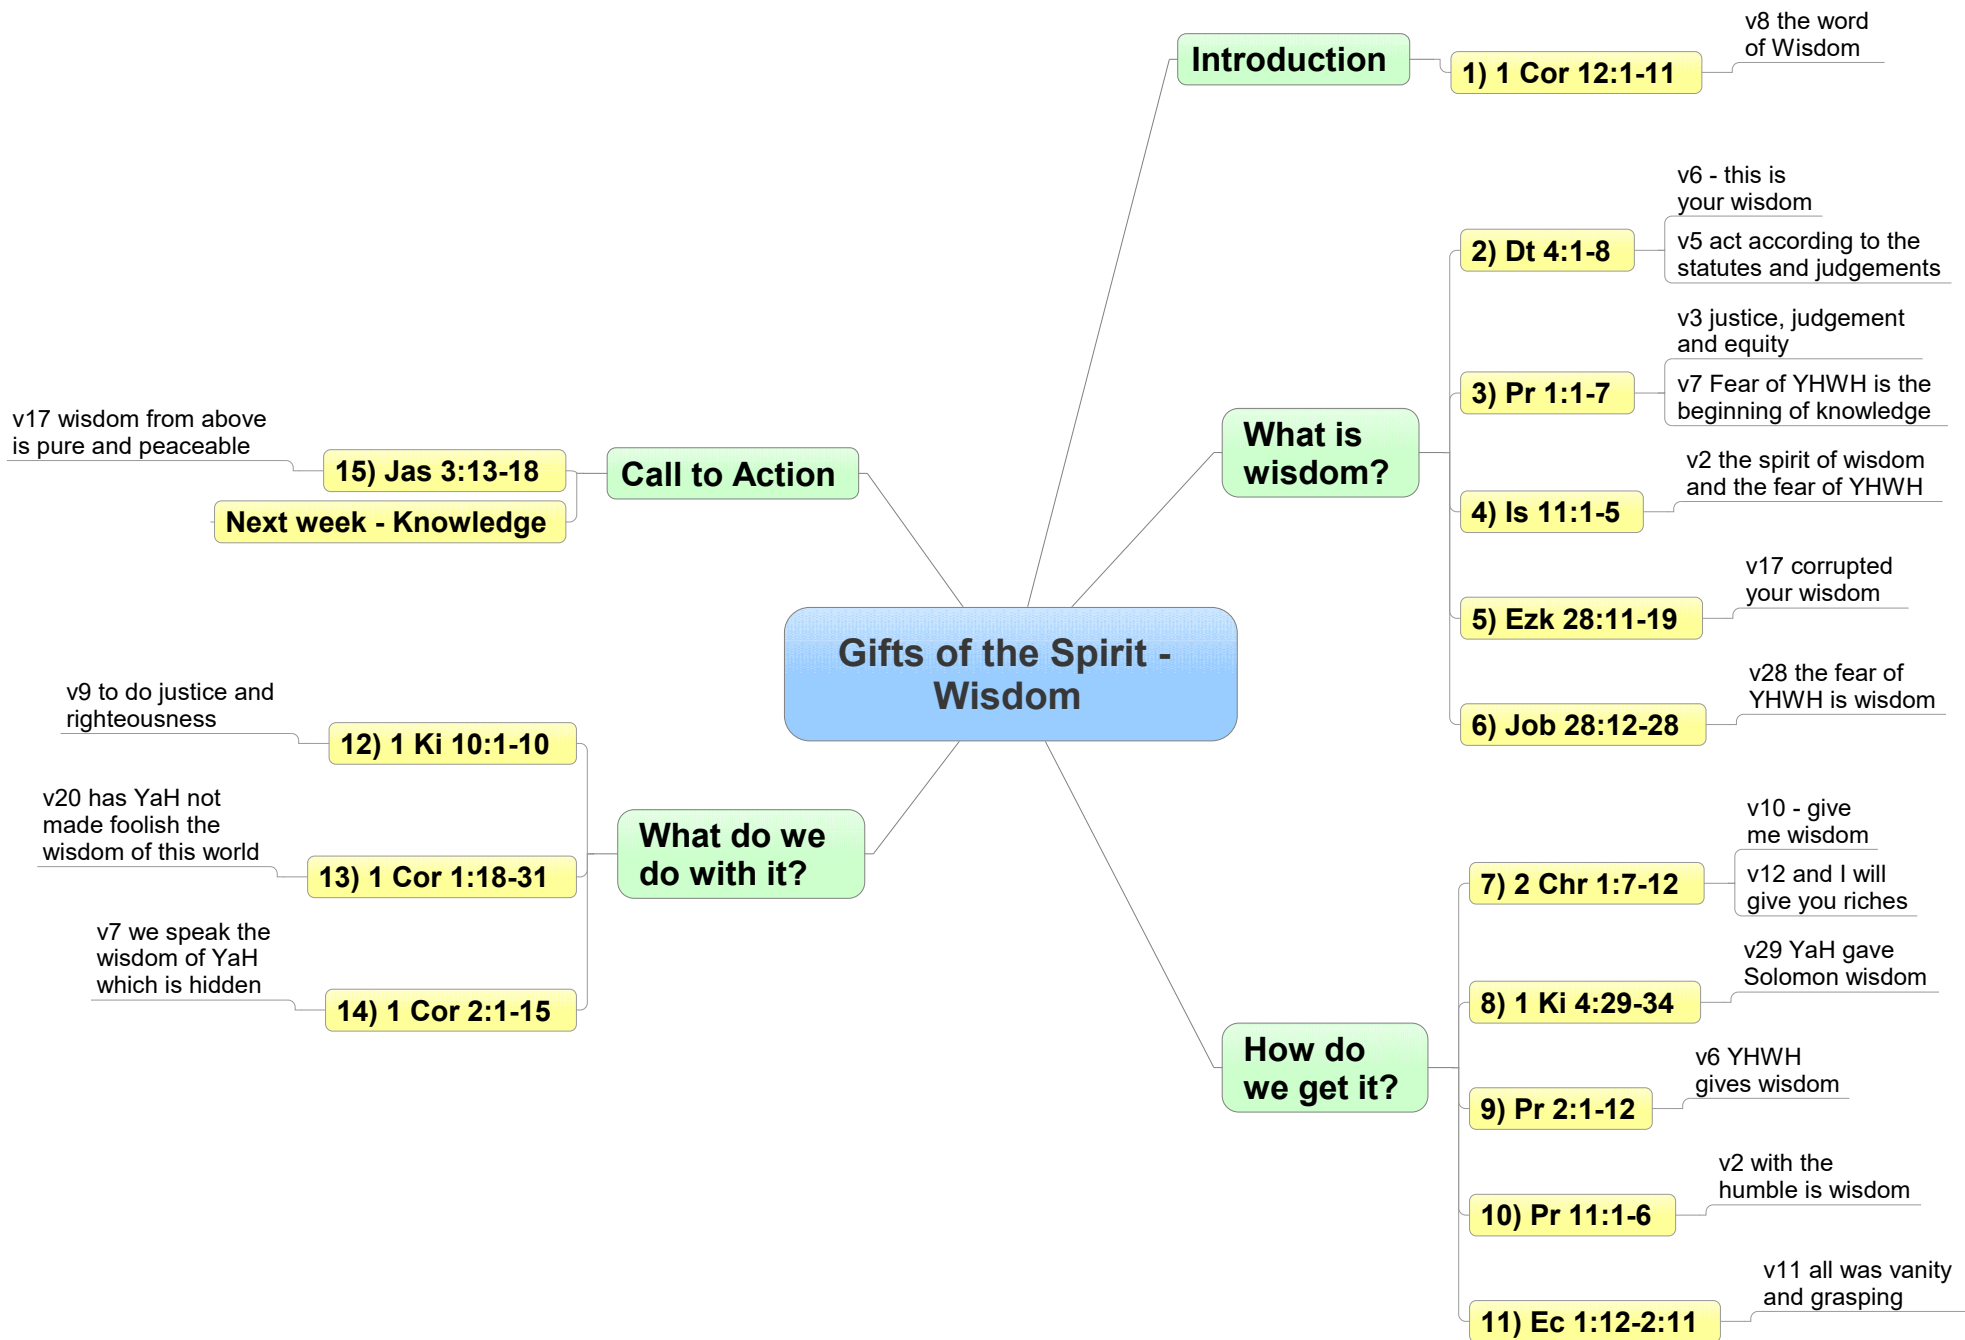 Gifts of the Spirit -
Wisdom
Introduction
1) 1 Cor 12:1-11
v8 the word
of Wisdom
What is
wisdom?
2) Dt 4:1-8
v6 - this is
your wisdom
v5 act according to the
statutes and judgements
3) Pr 1:1-7
v3 justice, judgement
and equity
v7 Fear of YHWH is the
beginning of knowledge
4) Is 11:1-5
v2 the spirit of wisdom
and the fear of YHWH
5) Ezk 28:11-19
v17 corrupted
your wisdom
6) Job 28:12-28
v28 the fear of
YHWH is wisdom
How do
we get it?
7) 2 Chr 1:7-12
v10 - give
me wisdom
v12 and I will
give you riches
8) 1 Ki 4:29-34
v29 YaH gave
Solomon wisdom
9) Pr 2:1-12
v6 YHWH
gives wisdom
10) Pr 11:1-6
v2 with the
humble is wisdom
11) Ec 1:12-2:11
v11 all was vanity
and grasping
What do we
do with it?
12) 1 Ki 10:1-10
v9 to do justice and
righteousness
13) 1 Cor 1:18-31
v20 has YaH not
made foolish the
wisdom of this world
14) 1 Cor 2:1-15
v7 we speak the
wisdom of YaH
which is hidden
Call to Action
15) Jas 3:13-18
v17 wisdom from above
is pure and peaceable
Next week - Knowledge